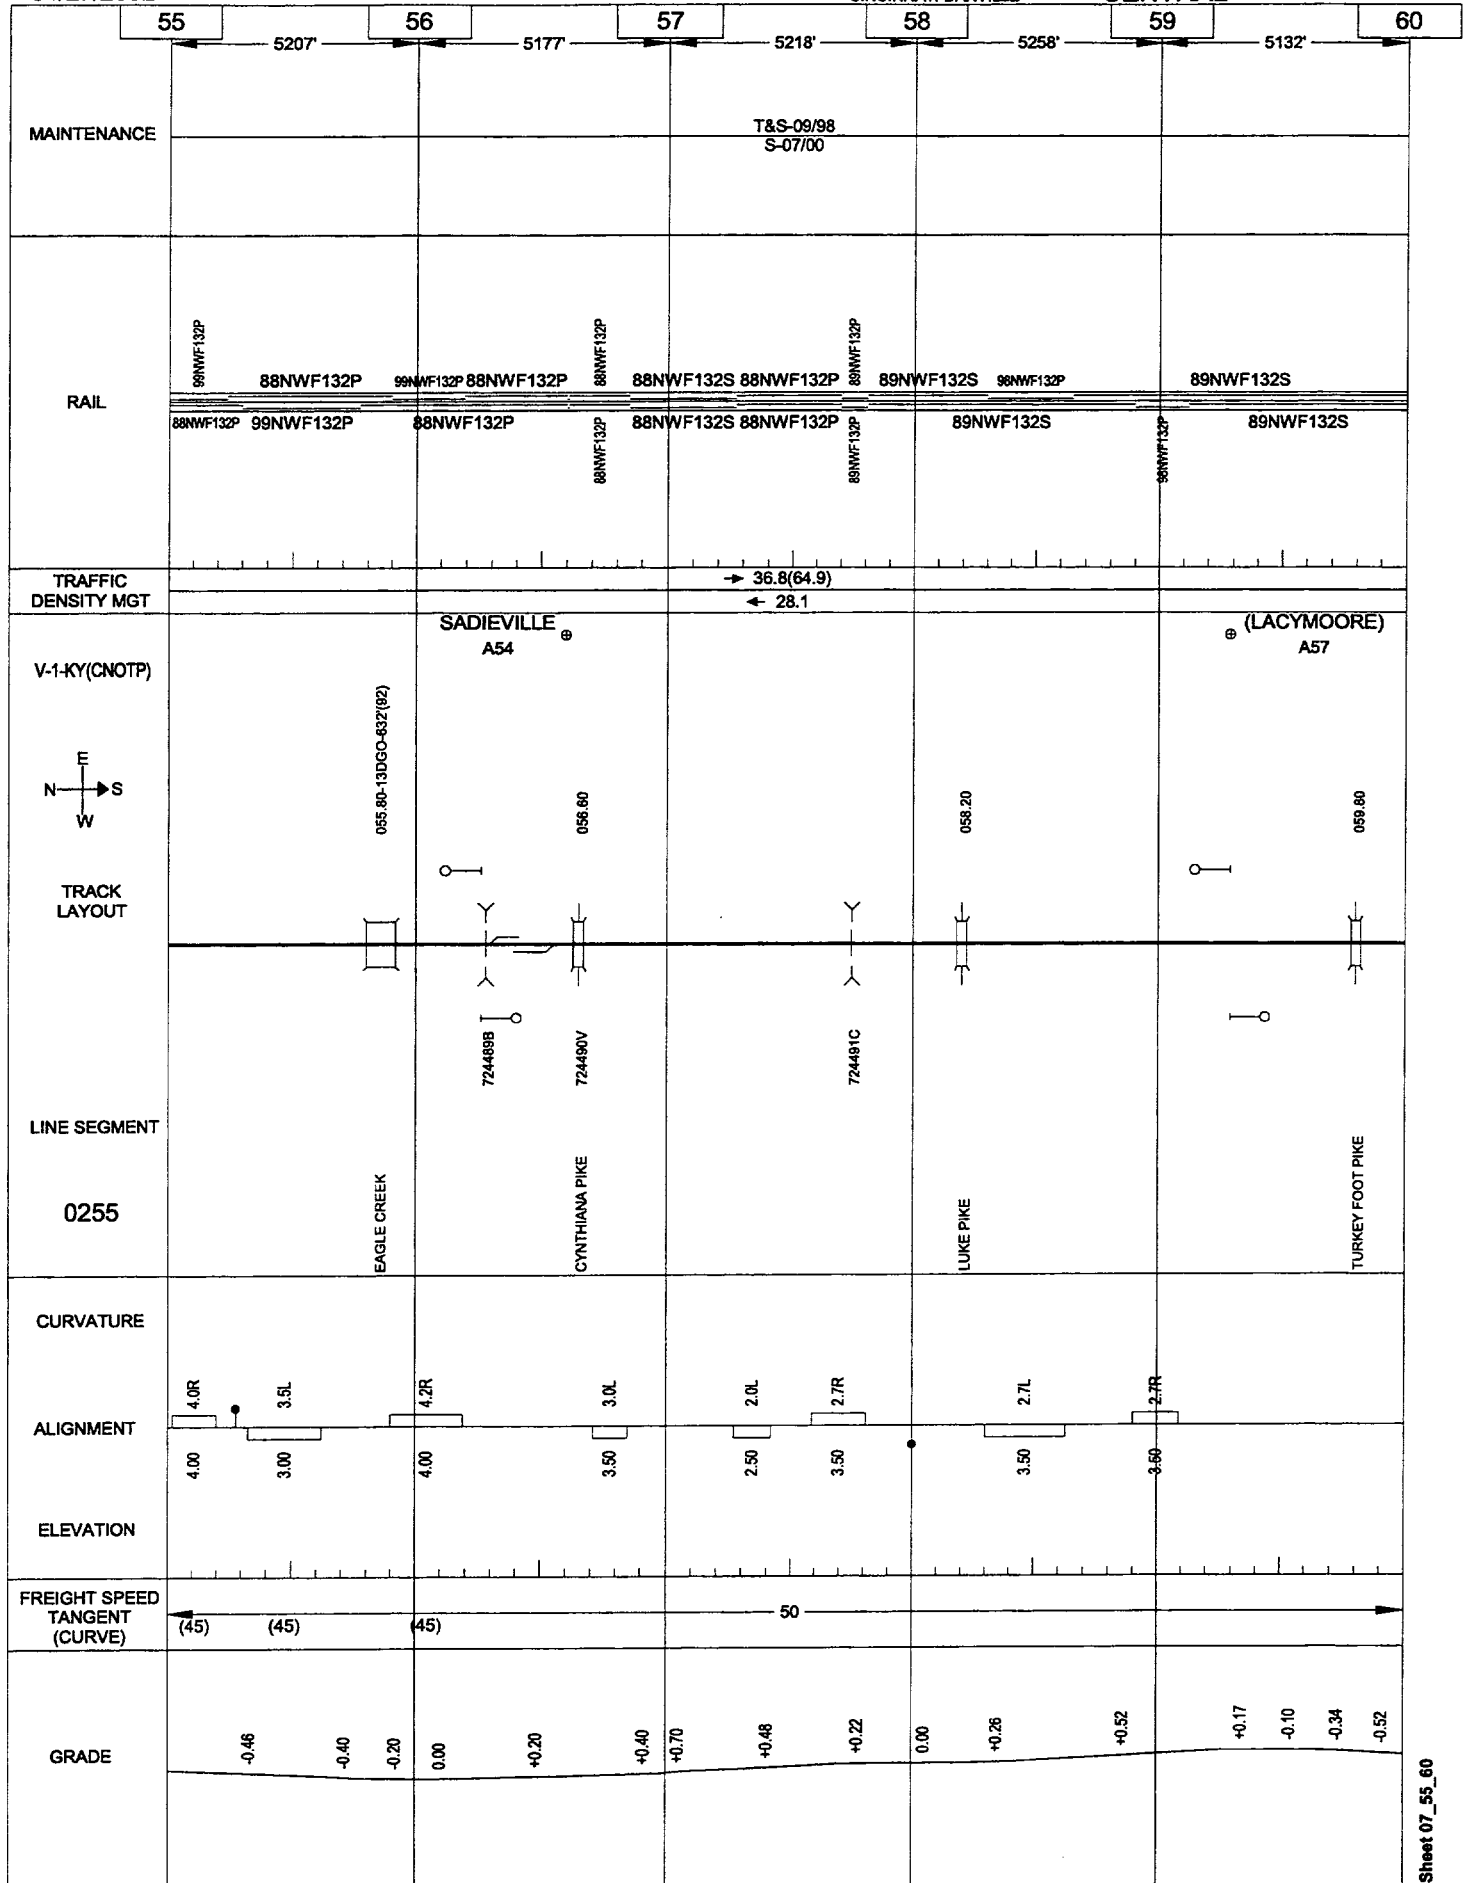 55 56 57 58 59 60
5207' 5177' 5218' 5258' 5132'
MAINTENANCE
T&S-09/98
S-07/00
99NWF132P 88NWF132P 89NWF132P
88NWF132P 99NWF132P 88NWF132P 88NWF132S 88NWF132P 89NWF132S 98NWF132P 89NWF132S
RAIL
88NWF132P 99NWF132P 88NWF132P 88NWF132S 88NWF132P 89NWF132S 89NWF132S
88NWF132P 89NWF132P 98NWF132P
TRAFFIC
DENSITY MGT
36.8(64.9)
28.1
SADIEVILLE
A54
(LACYMOORE)
A57
V-1-KY(CNOTP)
055.80-13DGO-632'(92)
056.60
058.20
059.80
E
N S
W
TRACK
LAYOUT
724489B
724490V
724491C
LINE SEGMENT
0255
EAGLE CREEK
CYNTHIANA PIKE
LUKE PIKE
TURKEY FOOT PIKE
CURVATURE
4.0R 3.5L 4.2R 3.0L 2.0L 2.7R 2.7L 2.7R
ALIGNMENT
4.00 3.00 4.00 3.50 2.50 3.50 3.50
ELEVATION
FREIGHT SPEED
TANGENT
(CURVE)
50
(45) (45) (45)
GRADE
-0.46 -0.40 -0.20 0.00 +0.20 +0.40 +0.70 +0.48 +0.22 0.00 +0.26 +0.52 +0.17 -0.10 -0.34 -0.52
Sheet 07_55_60